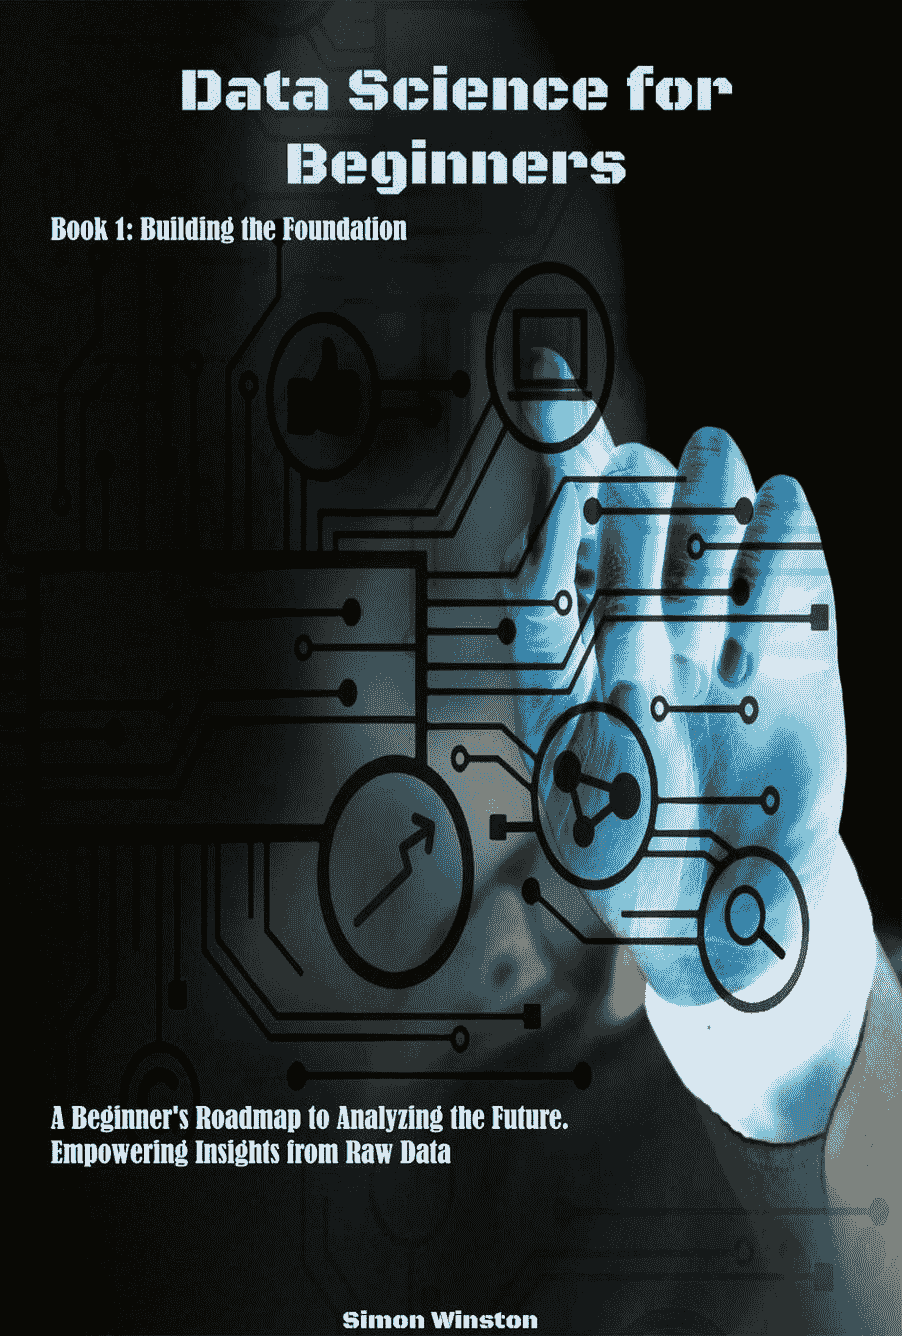 Data Science for
Beginners
Book 1: Building the Foundation
A Beginner's Roadmap to Analyzing the Future.
Empowering Insights from Raw Data
Simon Winston